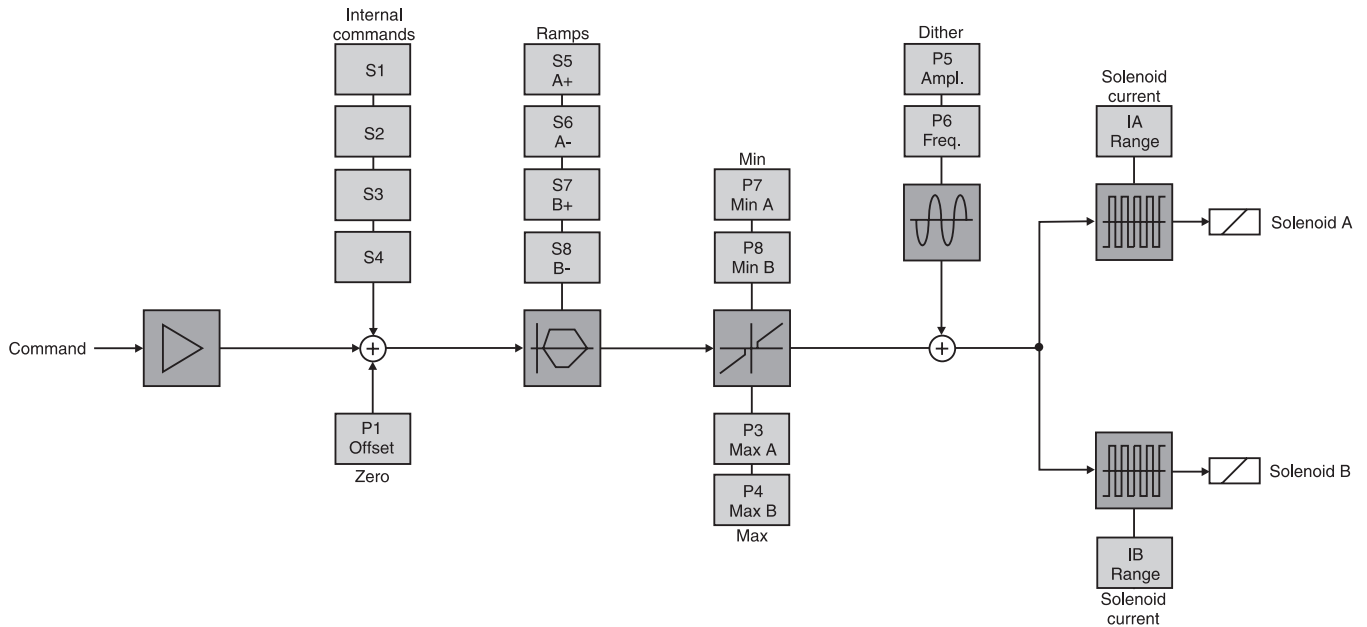 Internal
commands
S1
S2
S3
S4
Ramps
S5
A+
S6
A-
S7
B+
S8
B-
Min
P7
Min A
P8
Min B
Dither
P5
Ampl.
P6
Freq.
Solenoid
current
IA
Range
Solenoid A
Command
+
+
P1
Offset
Zero
P3
Max A
P4
Max B
Max
Solenoid B
IB
Range
Solenoid
current